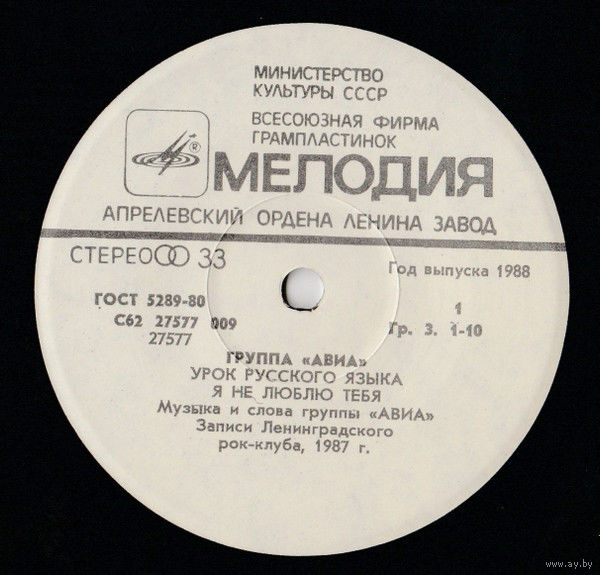 МИНИСТЕРСТВО
КУЛЬТУРЫ СССР
ВСЕСОЮЗНАЯ ФИРМА
ГРАМПЛАСТИНОК
®
МЕЛОДИЯ
АПРЕЛЕВСКИЙ ОРДЕНА ЛЕНИНА ЗАВОД
СТЕРЕО 33
Год выпуска 1988
ГОСТ 5289-80
1
С62 27577 009
Гр. 3. 1-10
27577
ГРУППА «АВИА»
УРОК РУССКОГО ЯЗЫКА
Я НЕ ЛЮБЛЮ ТЕБЯ
Музыка и слова группы «АВИА»
Записи Ленинградского
рок-клуба, 1987 г.
www.ay.by